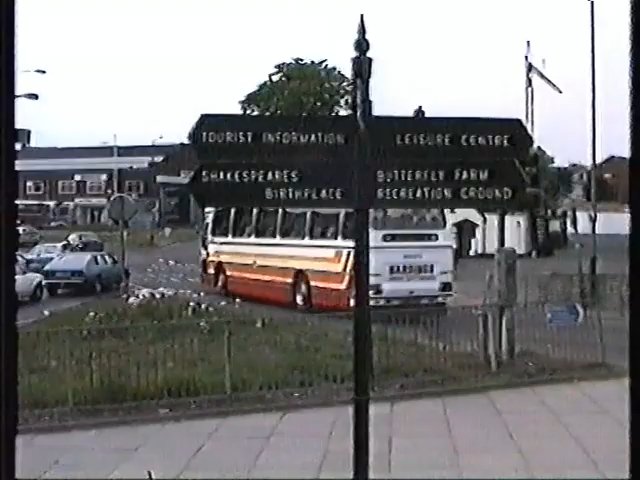 TOURIST INFORMATION
LEISURE CENTRE
SHAKESPEARES
BIRTHPLACE
BUTTERFLY FARM
RECREATION GROUND